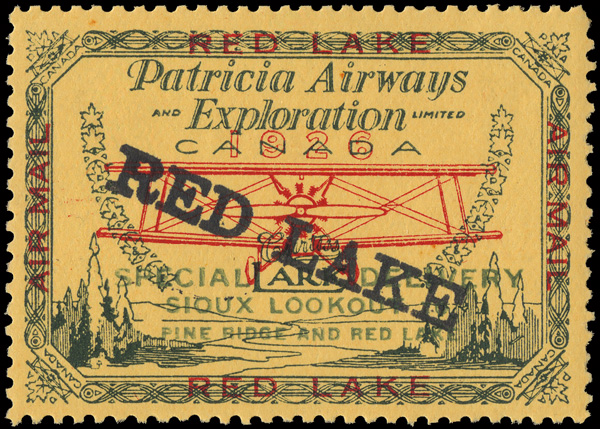 RED LAKE
CANADA
CANADA
Patricia Airways
AND Exploration LIMITED
CANADA
1926
AIR MAIL
AIR MAIL
RED LAKE
SPECIAL DELIVERY
SIOUX LOOKOUT
PINE RIDGE AND RED LAKE
CANADA
CANADA
RED LAKE